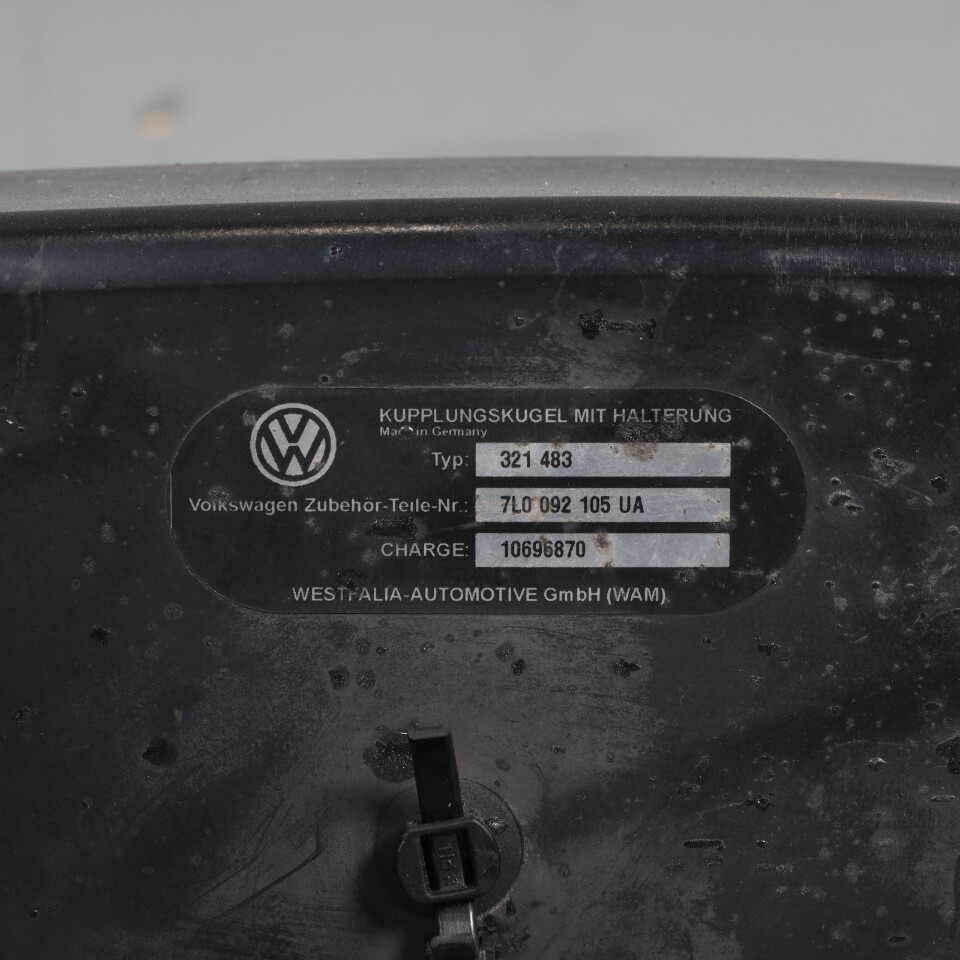 KUPPLUNGSKUGEL MIT HALTERUNG
Made in Germany
Typ: 321 483
Volkswagen Zubehör-Teile-Nr.: 7L0 092 105 UA
CHARGE: 10696870
WESTFALIA-AUTOMOTIVE GmbH (WAM)